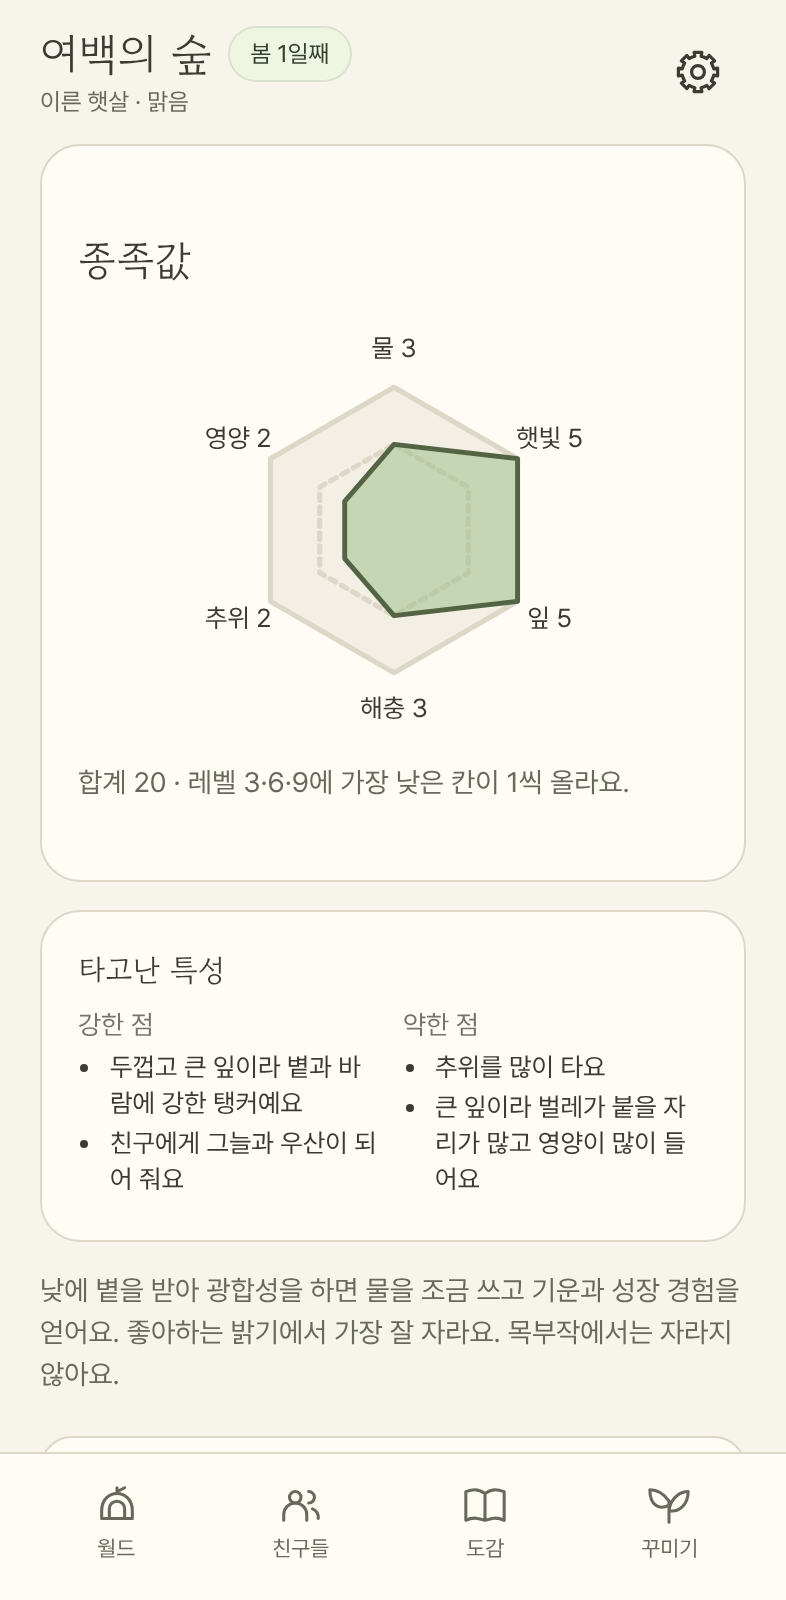 여백의 숲
봄 1일째
이른 햇살 · 맑음
종족값
물 3
영양 2
햇빛 5
추위 2
잎 5
해충 3
합계 20 · 레벨 3·6·9에 가장 낮은 칸이 1씩 올라요.
타고난 특성
강한 점
두껍고 큰 잎이라 볕과 바
람에 강한 탱커예요
친구에게 그늘과 우산이 되
어 줘요
약한 점
추위를 많이 타요
큰 잎이라 벌레가 붙을 자
리가 많고 영양이 많이 들
어요
낮에 볕을 받아 광합성을 하면 물을 조금 쓰고 기운과 성장 경험을
얻어요. 좋아하는 밝기에서 가장 잘 자라요. 목부작에서는 자라지
않아요.
월드
친구들
도감
꾸미기